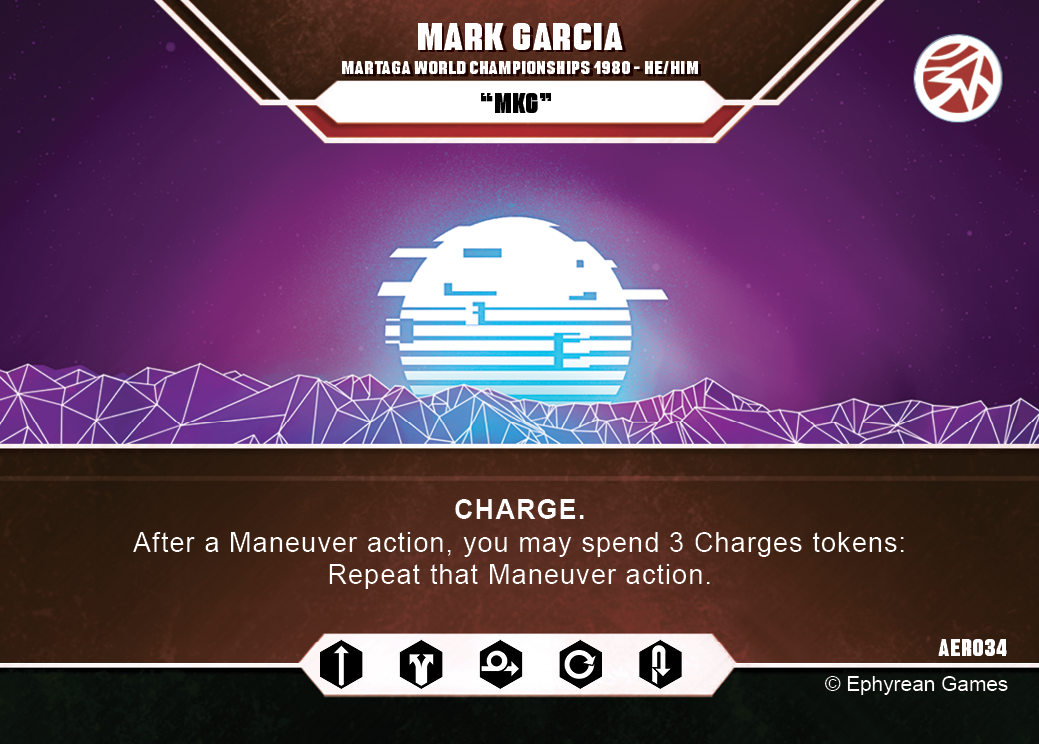 MARK GARCIA
MARTAGA WORLD CHAMPIONSHIPS 1980 - HE/HIM
“MKG”
CHARGE.
After a Maneuver action, you may spend 3 Charges tokens:
Repeat that Maneuver action.
AER034
© Ephyrean Games